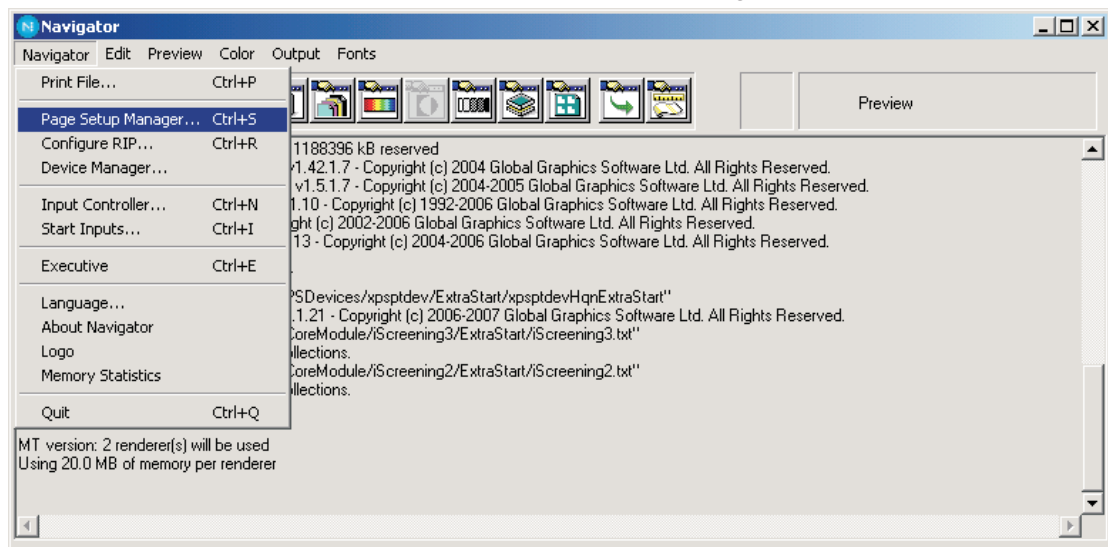 Navigator
Navigator Edit Preview Color Output Fonts
Print File... Ctrl+P
Page Setup Manager... Ctrl+S
Configure RIP... Ctrl+R
Device Manager...
Input Controller... Ctrl+N
Start Inputs... Ctrl+I
Executive Ctrl+E
Language...
About Navigator
Logo
Memory Statistics
Quit Ctrl+Q
Preview
1188396 kB reserved
v1.42.1.7 - Copyright (c) 2004 Global Graphics Software Ltd. All Rights Reserved.
v1.5.1.7 - Copyright (c) 2004-2005 Global Graphics Software Ltd. All Rights Reserved.
1.10 - Copyright (c) 1992-2006 Global Graphics Software Ltd. All Rights Reserved.
ght (c) 2002-2006 Global Graphics Software Ltd. All Rights Reserved.
13 - Copyright (c) 2004-2006 Global Graphics Software Ltd. All Rights Reserved.
.
PSDevices/xpsptdev/ExtraStart/xpsptdevHqnExtraStart"
.1.21 - Copyright (c) 2006-2007 Global Graphics Software Ltd. All Rights Reserved.
CoreModule/iScreening3/ExtraStart/iScreening3.txt"
llections.
CoreModule/iScreening2/ExtraStart/iScreening2.txt"
llections.
MT version: 2 renderer(s) will be used
Using 20.0 MB of memory per renderer